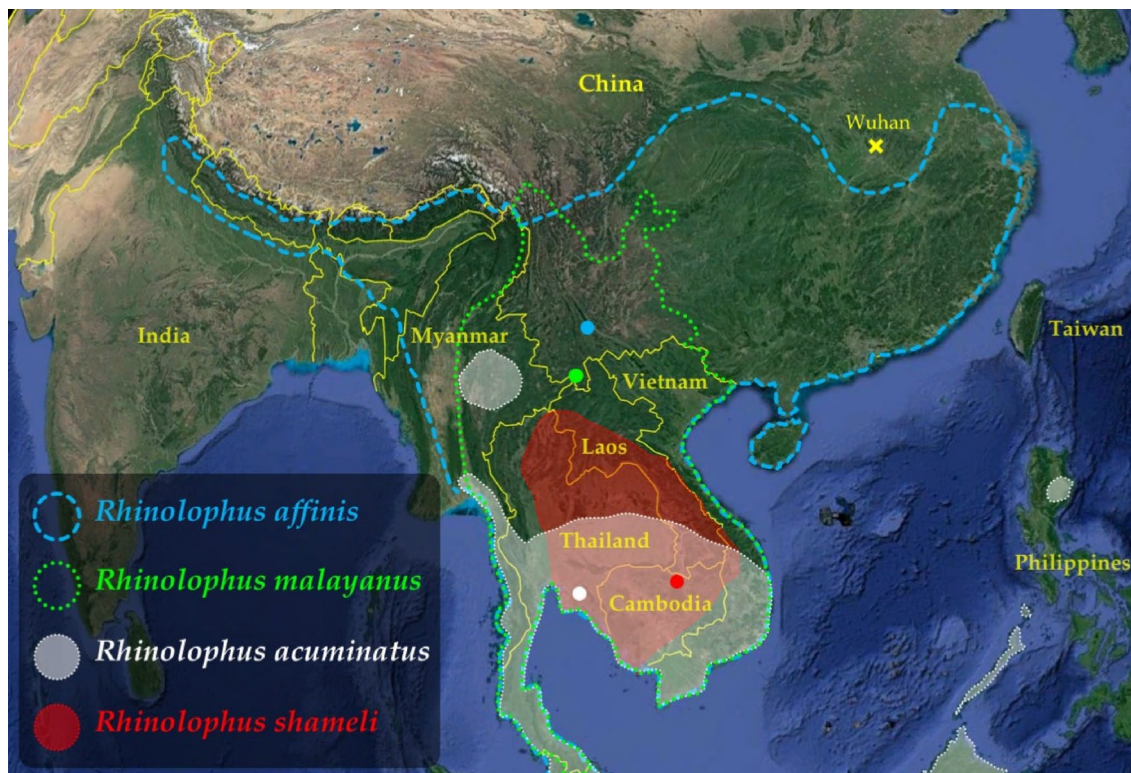 China
Wuhan
India
Myanmar
Taiwan
Vietnam
Laos
Rhinolophus affinis
Thailand
Philippines
Rhinolophus malayanus
Cambodia
Rhinolophus acuminatus
Rhinolophus shameli